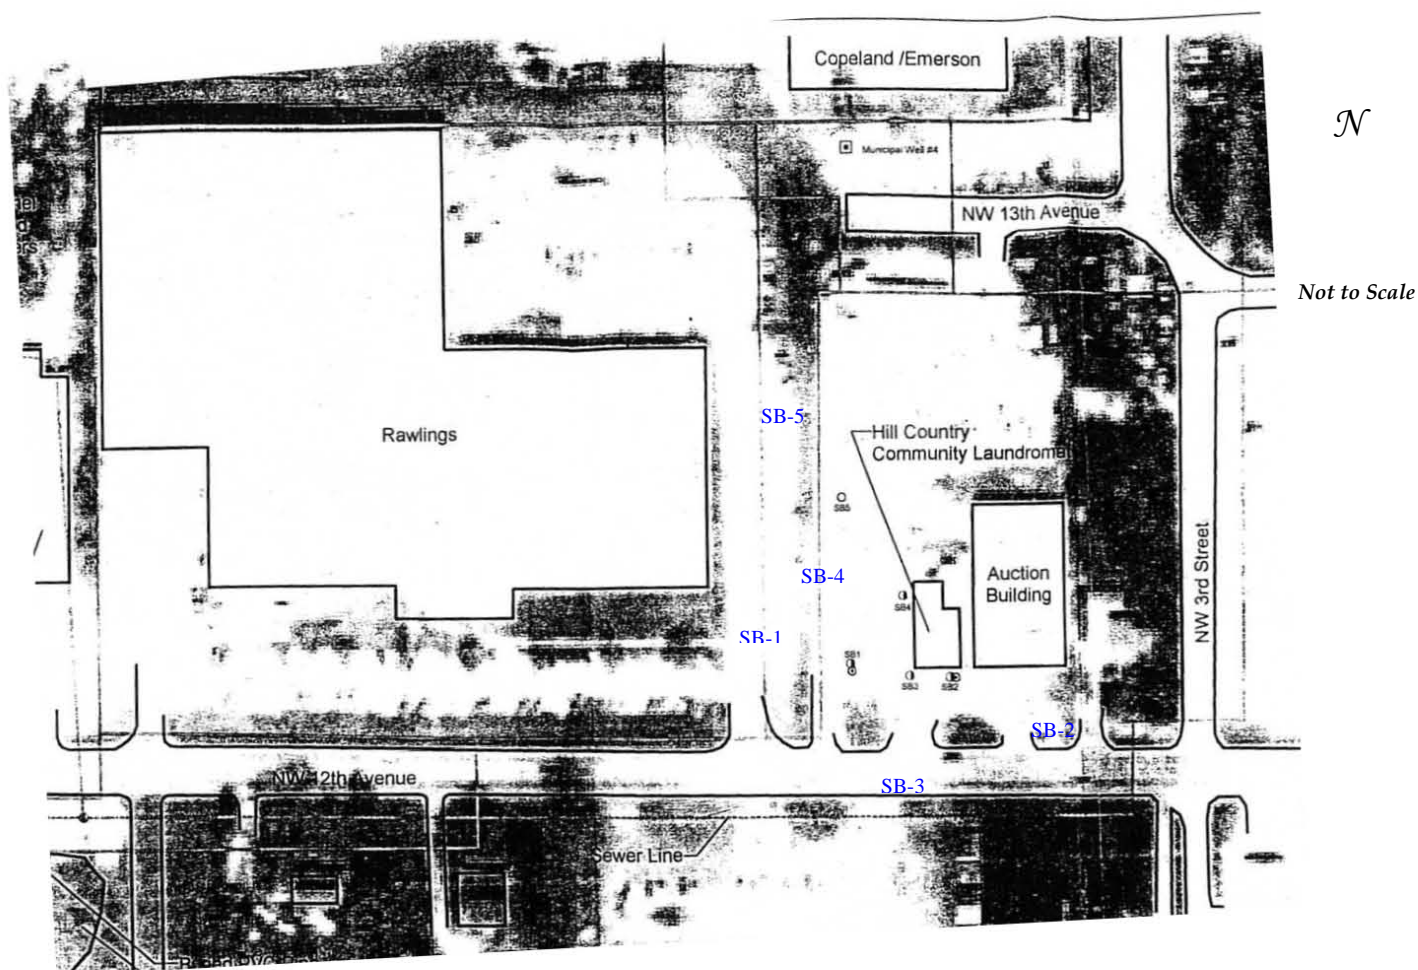 Copeland /Emerson
N
Municipal Well #4
NW 13th Avenue
Not to Scale
SB-5
Rawlings
Hill Country
Community Laundromat
SB5
NW 3rd Street
SB-4
Auction
Building
SB4
SB-1
SB1
SB3
SB2
SB-2
NW 12th Avenue
SB-3
Sewer Line